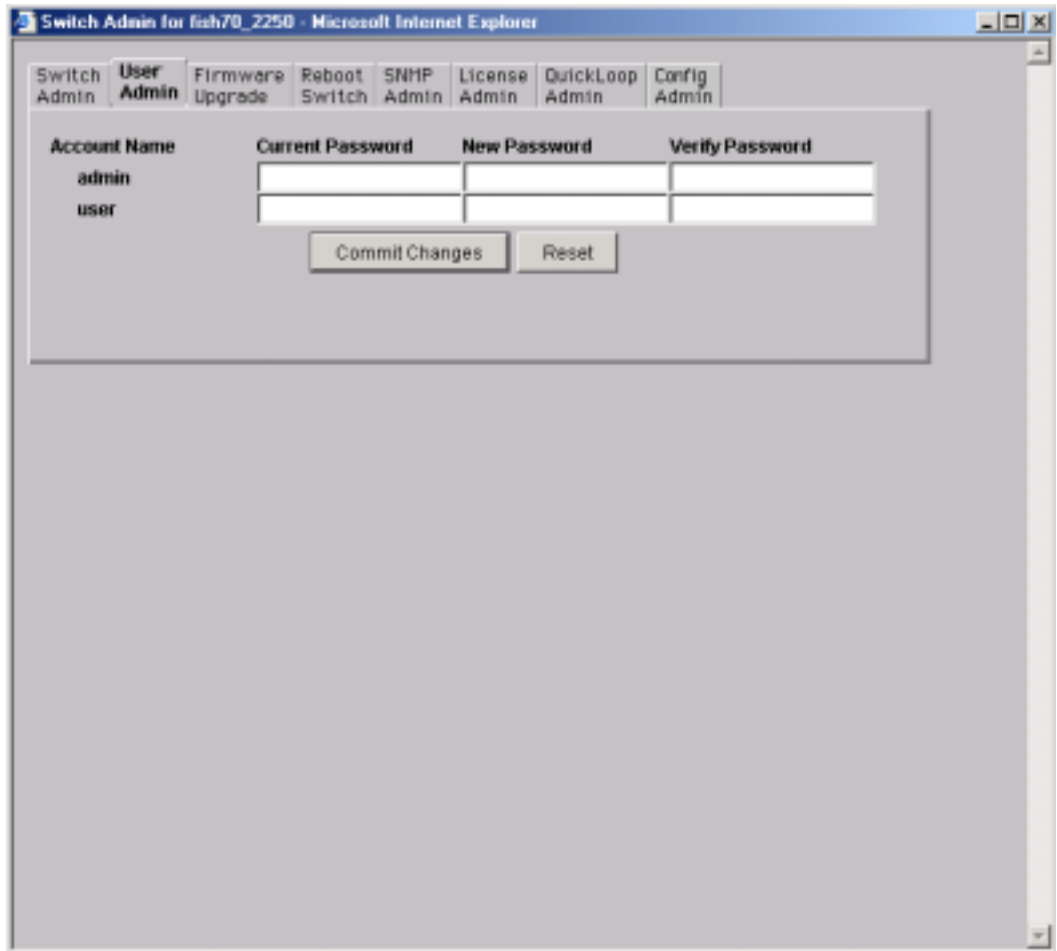 Switch Admin for fish70_2250 - Microsoft Internet Explorer
Switch Admin
User Admin
Firmware Upgrade
Reboot Switch
SNMP Admin
License Admin
QuickLoop Admin
Config Admin
Account Name Current Password New Password Verify Password
admin
user
Commit Changes Reset